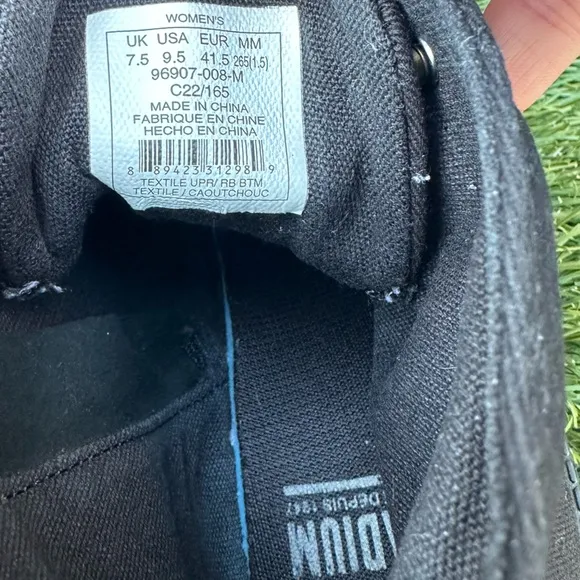 WOMEN'S
UK USA EUR MM
7.5 9.5 41.5 265(1.5)
96907-008-M
C22/165
MADE IN CHINA
FABRIQUE EN CHINE
HECHO EN CHINA
8 89423 31298 9
TEXTILE UPR/ RB BTM
TEXTILE / CAOUTCHOUC
DEPUIS 1947
DIUM